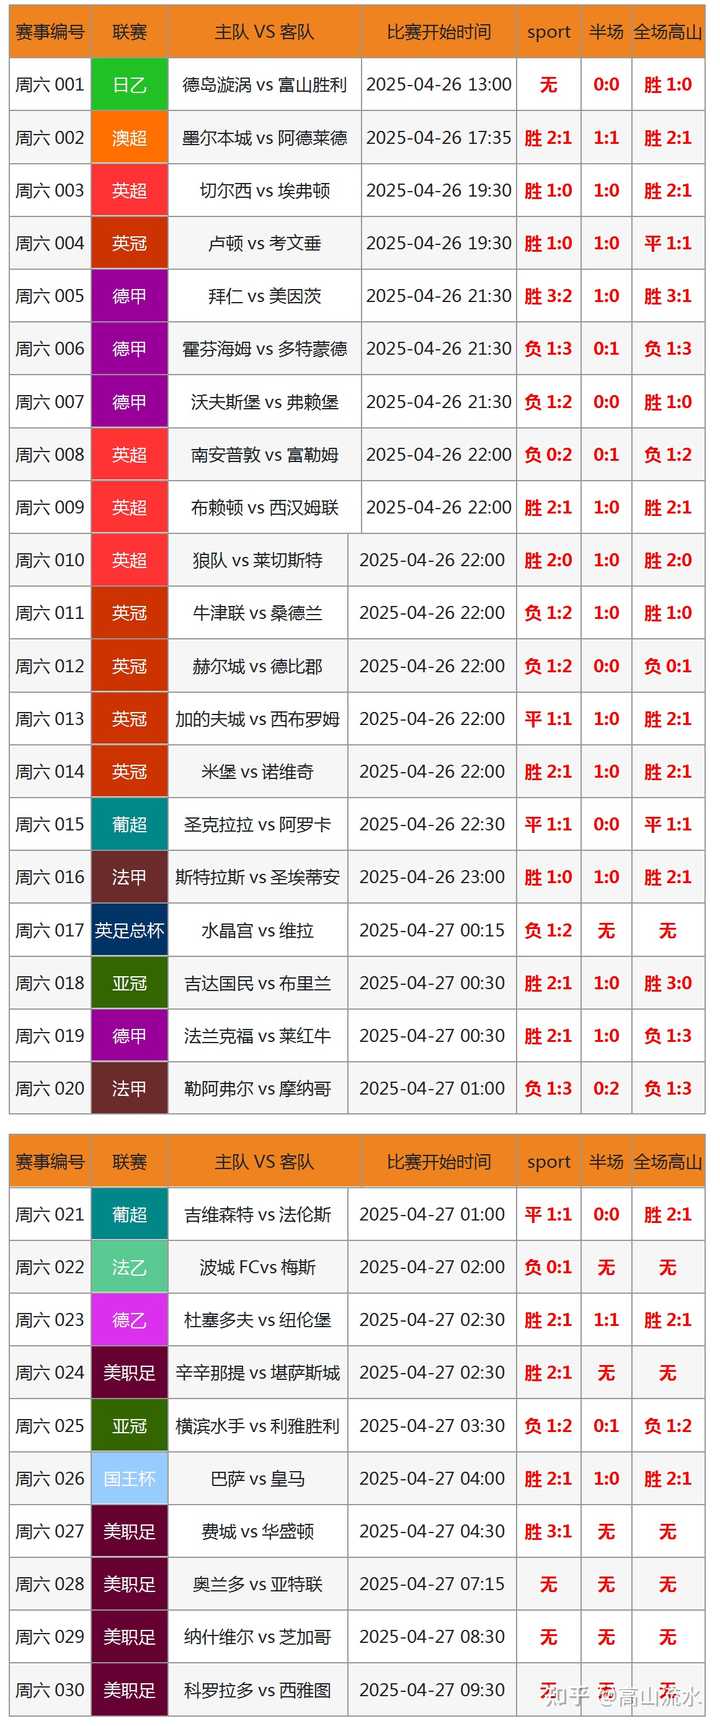 赛事编号 联赛 主队 VS 客队 比赛开始时间 sport 半场 全场高山
周六 001 日乙 德岛漩涡 vs 富山胜利 2025-04-26 13:00 无 0:0 胜 1:0
周六 002 澳超 墨尔本城 vs 阿德莱德 2025-04-26 17:35 胜 2:1 1:1 胜 2:1
周六 003 英超 切尔西 vs 埃弗顿 2025-04-26 19:30 胜 1:0 1:0 胜 2:1
周六 004 英冠 卢顿 vs 考文垂 2025-04-26 19:30 胜 1:0 1:0 平 1:1
周六 005 德甲 拜仁 vs 美因茨 2025-04-26 21:30 胜 3:2 1:0 胜 3:1
周六 006 德甲 霍芬海姆 vs 多特蒙德 2025-04-26 21:30 负 1:3 0:1 负 1:3
周六 007 德甲 沃夫斯堡 vs 弗赖堡 2025-04-26 21:30 负 1:2 0:0 胜 1:0
周六 008 英超 南安普敦 vs 富勒姆 2025-04-26 22:00 负 0:2 0:1 负 1:2
周六 009 英超 布赖顿 vs 西汉姆联 2025-04-26 22:00 胜 2:1 1:0 胜 2:1
周六 010 英超 狼队 vs 莱切斯特 2025-04-26 22:00 胜 2:0 1:0 胜 2:0
周六 011 英冠 牛津联 vs 桑德兰 2025-04-26 22:00 负 1:2 1:0 胜 1:0
周六 012 英冠 赫尔城 vs 德比郡 2025-04-26 22:00 负 1:2 0:0 负 0:1
周六 013 英冠 加的夫城 vs 西布罗姆 2025-04-26 22:00 平 1:1 1:0 胜 2:1
周六 014 英冠 米堡 vs 诺维奇 2025-04-26 22:00 胜 2:1 1:0 胜 2:1
周六 015 葡超 圣克拉拉 vs 阿罗卡 2025-04-26 22:30 平 1:1 0:0 平 1:1
周六 016 法甲 斯特拉斯 vs 圣埃蒂安 2025-04-26 23:00 胜 1:0 1:0 胜 2:1
周六 017 英足总杯 水晶宫 vs 维拉 2025-04-27 00:15 负 1:2 无 无
周六 018 亚冠 吉达国民 vs 布里兰 2025-04-27 00:30 胜 2:1 1:0 胜 3:0
周六 019 德甲 法兰克福 vs 莱红牛 2025-04-27 00:30 胜 2:1 1:0 负 1:3
周六 020 法甲 勒阿弗尔 vs 摩纳哥 2025-04-27 01:00 负 1:3 0:2 负 1:3
赛事编号 联赛 主队 VS 客队 比赛开始时间 sport 半场 全场高山
周六 021 葡超 吉维森特 vs 法伦斯 2025-04-27 01:00 平 1:1 0:0 胜 2:1
周六 022 法乙 波城 FCvs 梅斯 2025-04-27 02:00 负 0:1 无 无
周六 023 德乙 杜塞多夫 vs 纽伦堡 2025-04-27 02:30 胜 2:1 1:1 胜 2:1
周六 024 美职足 辛辛那提 vs 堪萨斯城 2025-04-27 02:30 胜 2:1 无 无
周六 025 亚冠 横滨水手 vs 利雅胜利 2025-04-27 03:30 负 1:2 0:1 负 1:2
周六 026 国王杯 巴萨 vs 皇马 2025-04-27 04:00 胜 2:1 1:0 胜 2:1
周六 027 美职足 费城 vs 华盛顿 2025-04-27 04:30 胜 3:1 无 无
周六 028 美职足 奥兰多 vs 亚特联 2025-04-27 07:15 无 无 无
周六 029 美职足 纳什维尔 vs 芝加哥 2025-04-27 08:30 无 无 无
周六 030 美职足 科罗拉多 vs 西雅图 2025-04-27 09:30 无 无 无
知乎 @高山流水